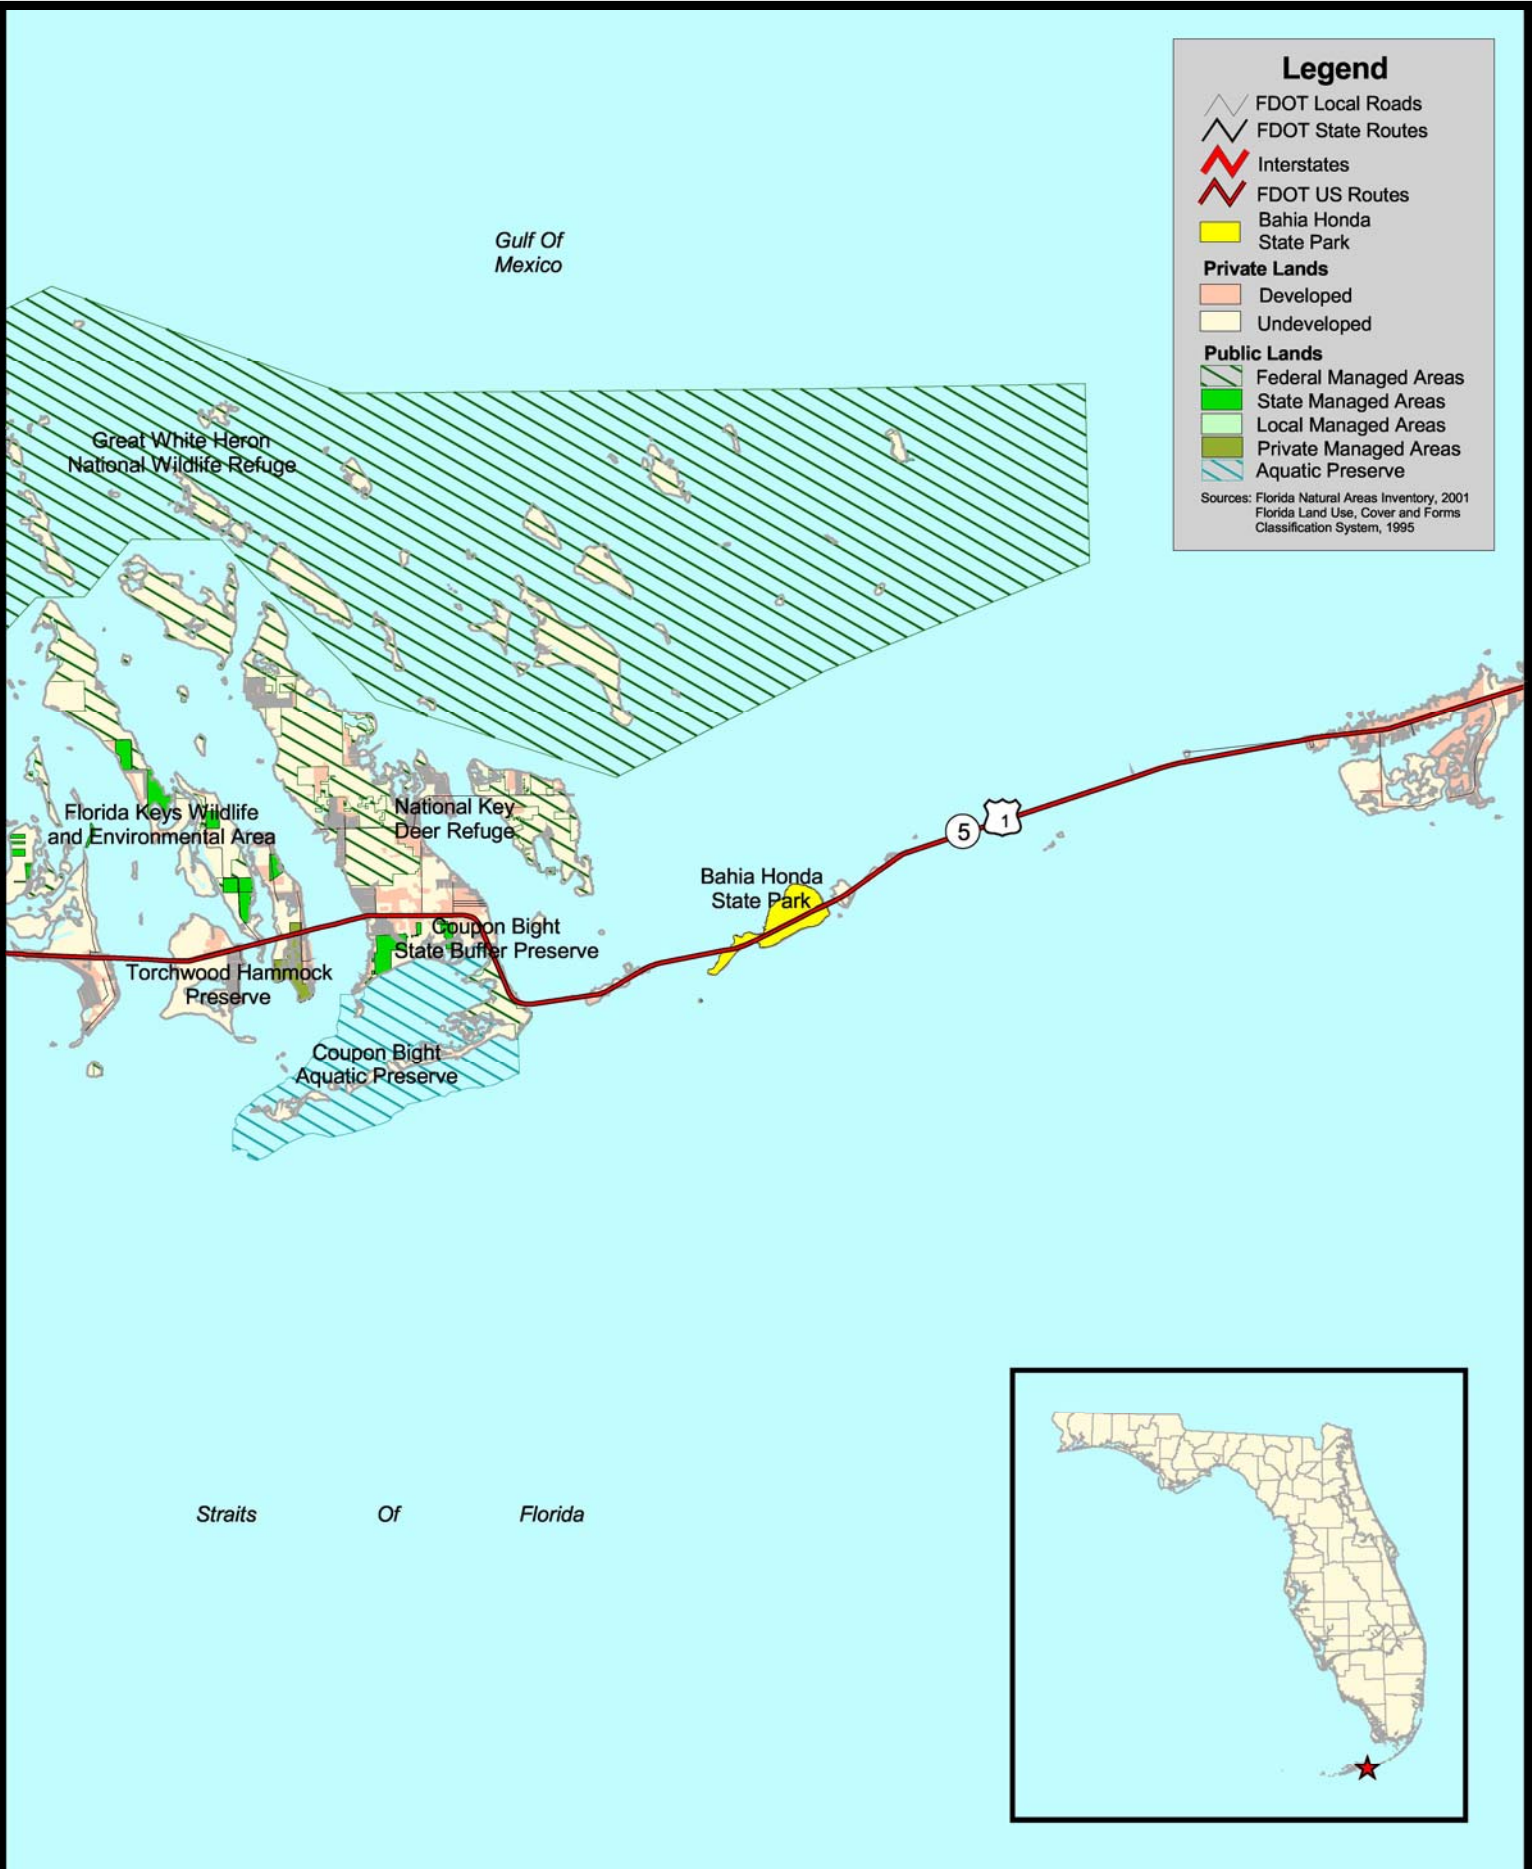 Legend
FDOT Local Roads
FDOT State Routes
Interstates
FDOT US Routes
Bahia Honda
State Park
Private Lands
Developed
Undeveloped
Public Lands
Federal Managed Areas
State Managed Areas
Local Managed Areas
Private Managed Areas
Aquatic Preserve
Sources: Florida Natural Areas Inventory, 2001
Florida Land Use, Cover and Forms
Classification System, 1995
Gulf Of
Mexico
Great White Heron
National Wildlife Refuge
Florida Keys Wildlife
and Environmental Area
National Key
Deer Refuge
5
1
Bahia Honda
State Park
Coupon Bight
State Buffer Preserve
Torchwood Hammock
Preserve
Coupon Bight
Aquatic Preserve
Straits Of Florida